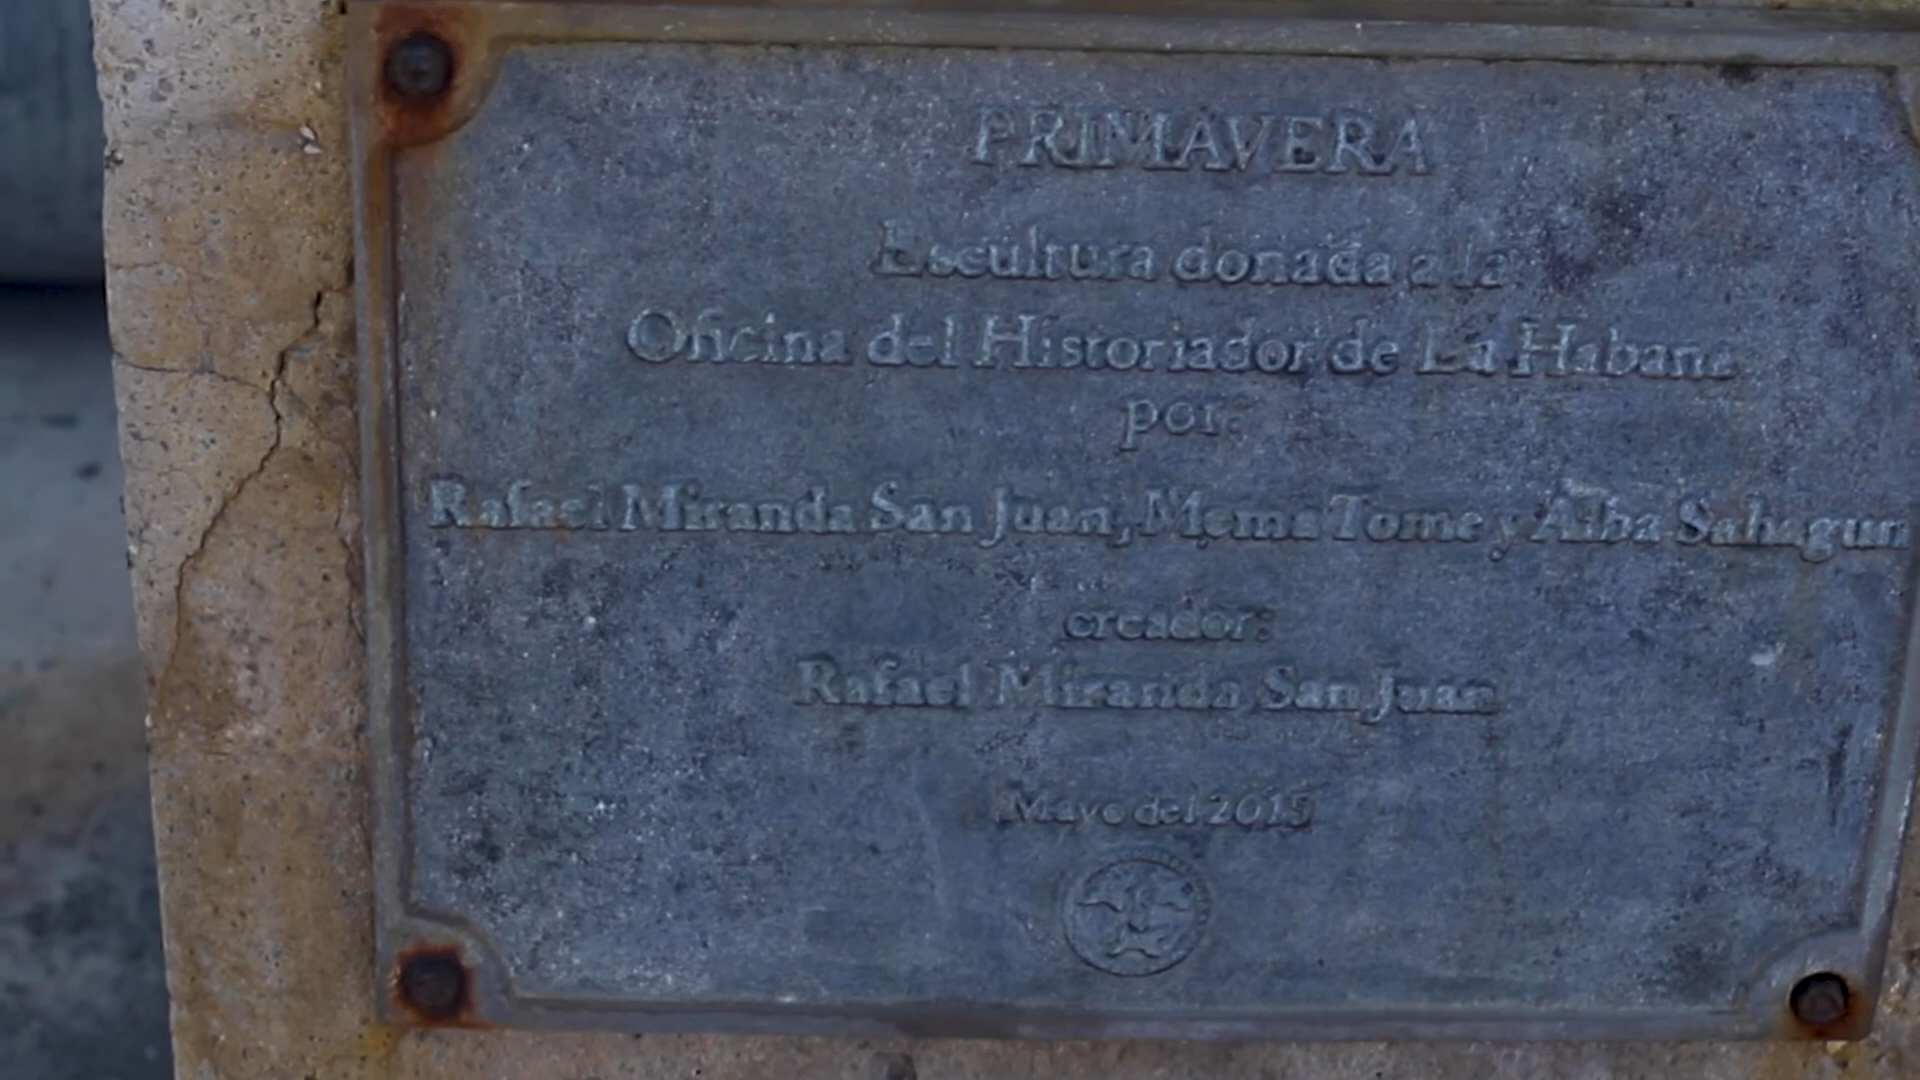 PRIMAVERA
Escultura donada a la
Oficina del Historiador de La Habana
por:
Rafael Miranda San Juan, Mema Tome y Alba Sahagun
creador:
Rafael Miranda San Juan
Mayo del 2015